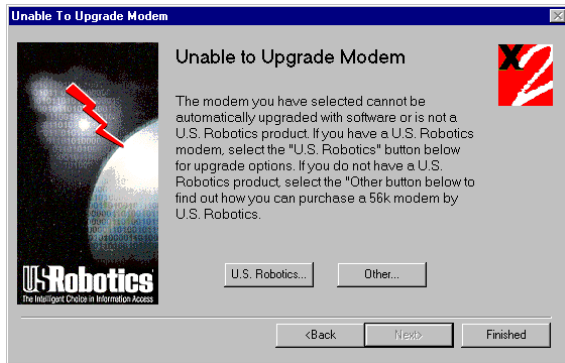 Unable To Upgrade Modem
Unable to Upgrade Modem
X2
The modem you have selected cannot be
automatically upgraded with software or is not a
U.S. Robotics product. If you have a U.S. Robotics
modem, select the "U.S. Robotics" button below
for upgrade options. If you do not have a U.S.
Robotics product, select the "Other button below to
find out how you can purchase a 56k modem by
U.S. Robotics.
U.S. Robotics...
Other...
USRobotics
The Intelligent Choice in Information Access
<Back
Next>
Finished